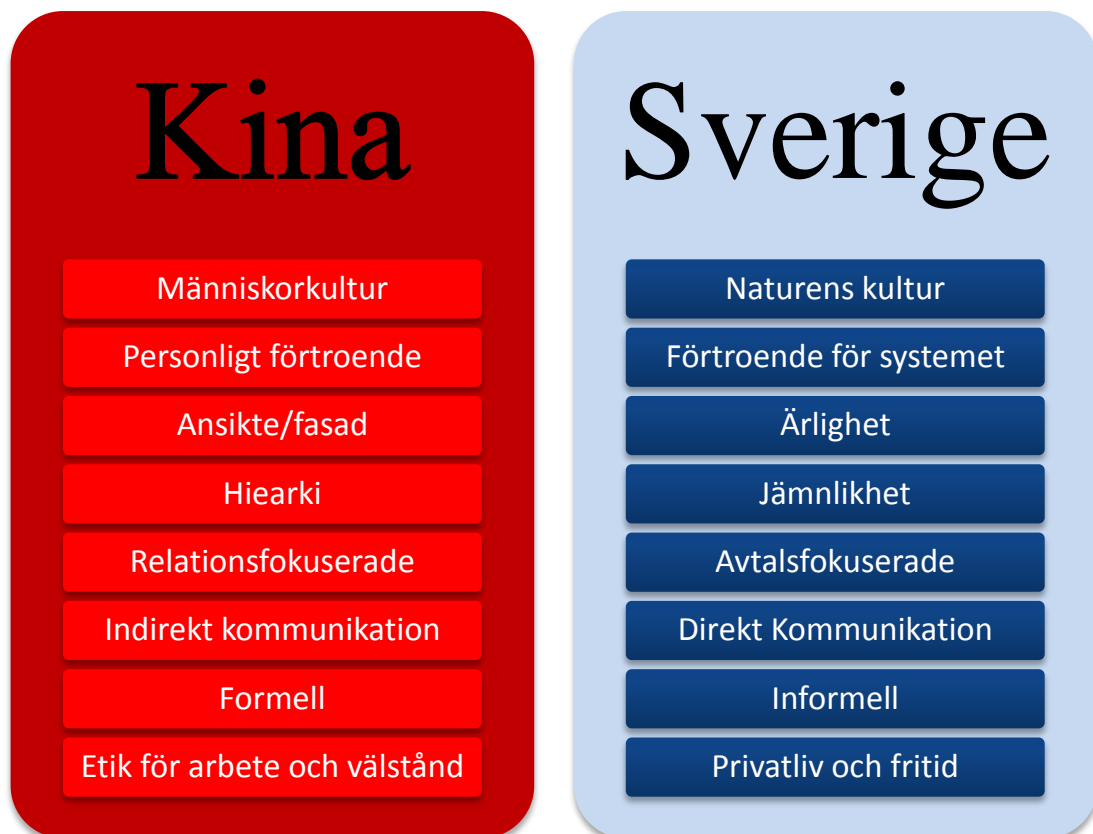 Kina
Människorkultur
Personligt förtroende
Ansikte/fasad
Hiearki
Relationsfokuserade
Indirekt kommunikation
Formell
Etik för arbete och välstånd
Sverige
Naturens kultur
Förtroende för systemet
Ärlighet
Jämnlikhet
Avtalsfokuserade
Direkt Kommunikation
Informell
Privatliv och fritid